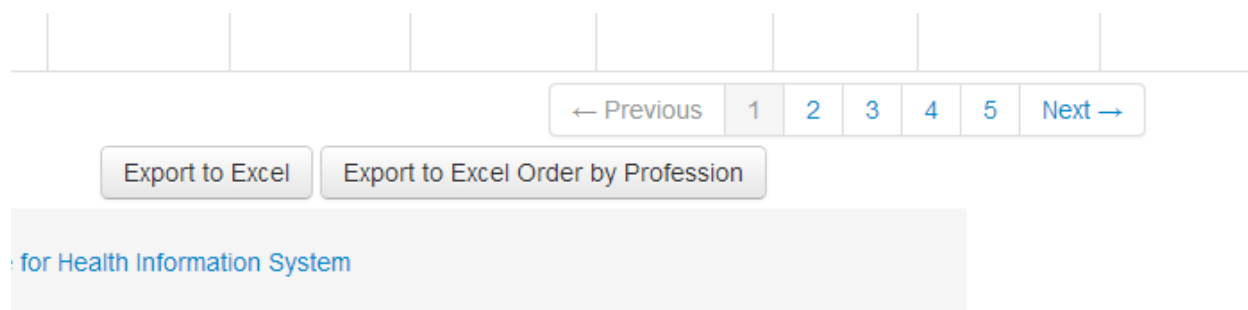 ← Previous 1 2 3 4 5 Next →
Export to Excel Export to Excel Order by Profession
for Health Information System